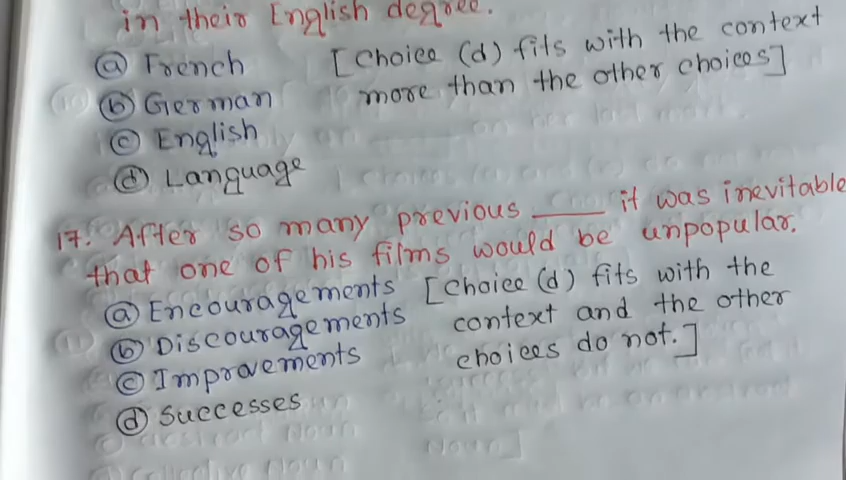 in their English degree.
ⓐ French [Choice (d) fits with the context
ⓑ German more than the other choices]
ⓒ English
ⓓ Language
17. After so many previous ____ it was inevitable
that one of his films would be unpopular.
ⓐ Encouragements [Choice (d) fits with the
ⓑ Discouragements context and the other
ⓒ Improvements choices do not.]
ⓓ Successes